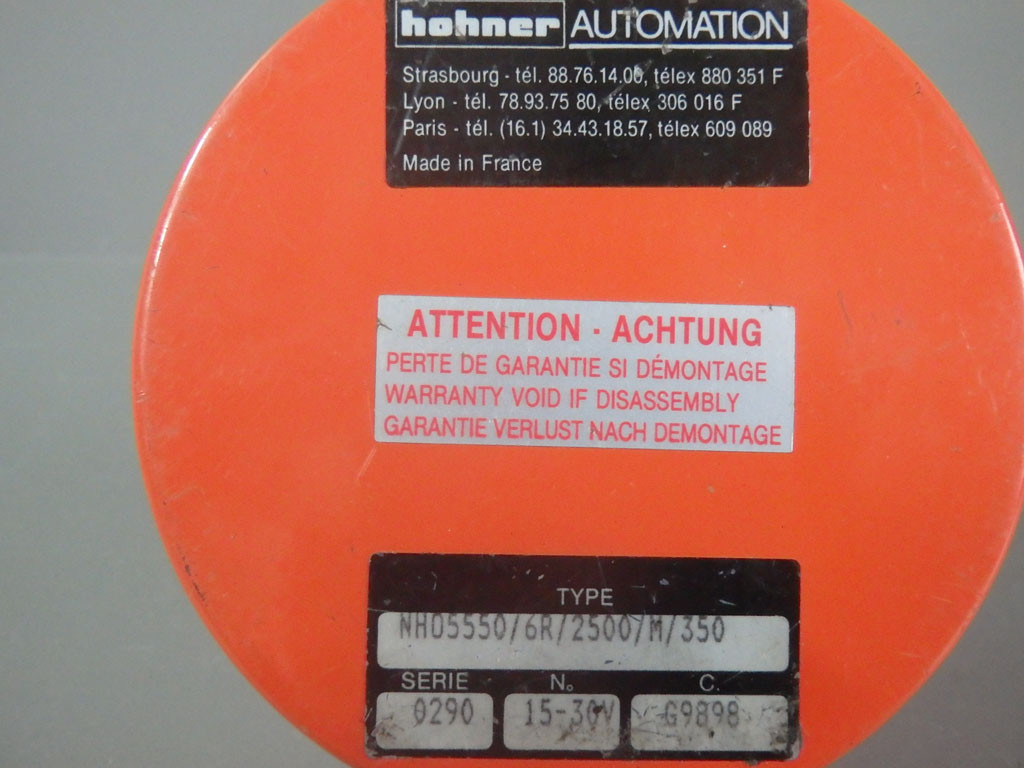 hohner AUTOMATION
Strasbourg - tél. 88.76.14.00, télex 880 351 F
Lyon - tél. 78.93.75 80, télex 306 016 F
Paris - tél. (16.1) 34.43.18.57, télex 609 089
Made in France
ATTENTION - ACHTUNG
PERTE DE GARANTIE SI DÉMONTAGE
WARRANTY VOID IF DISASSEMBLY
GARANTIE VERLUST NACH DEMONTAGE
TYPE
NH05550/6R/2500/M/350
SERIE No C.
0290 15-30V G9898